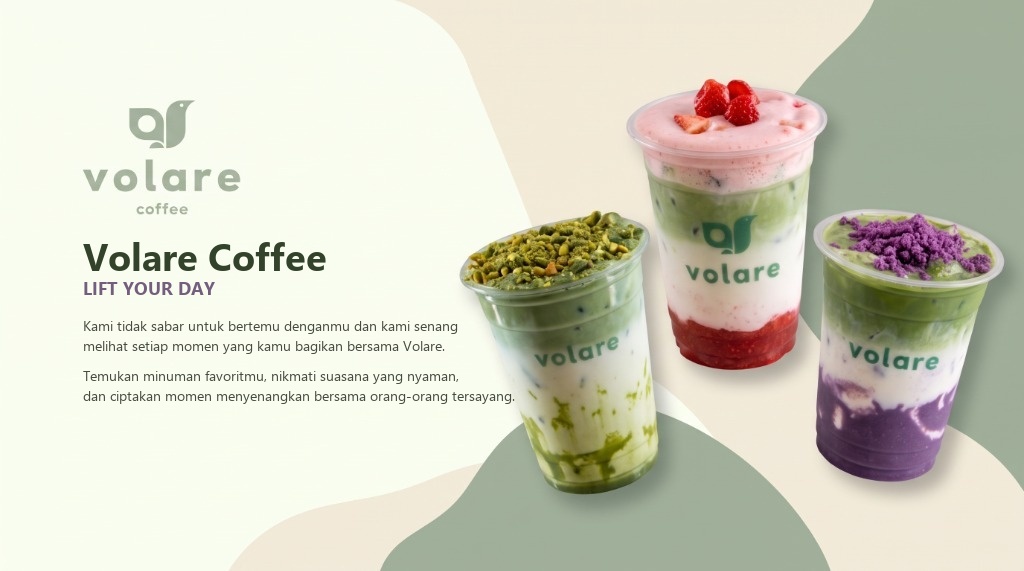 volare
coffee
Volare Coffee
LIFT YOUR DAY
Kami tidak sabar untuk bertemu denganmu dan kami senang
melihat setiap momen yang kamu bagikan bersama Volare.
Temukan minuman favoritmu, nikmati suasana yang nyaman,
dan ciptakan momen menyenangkan bersama orang-orang tersayang.
volare
volare
volare